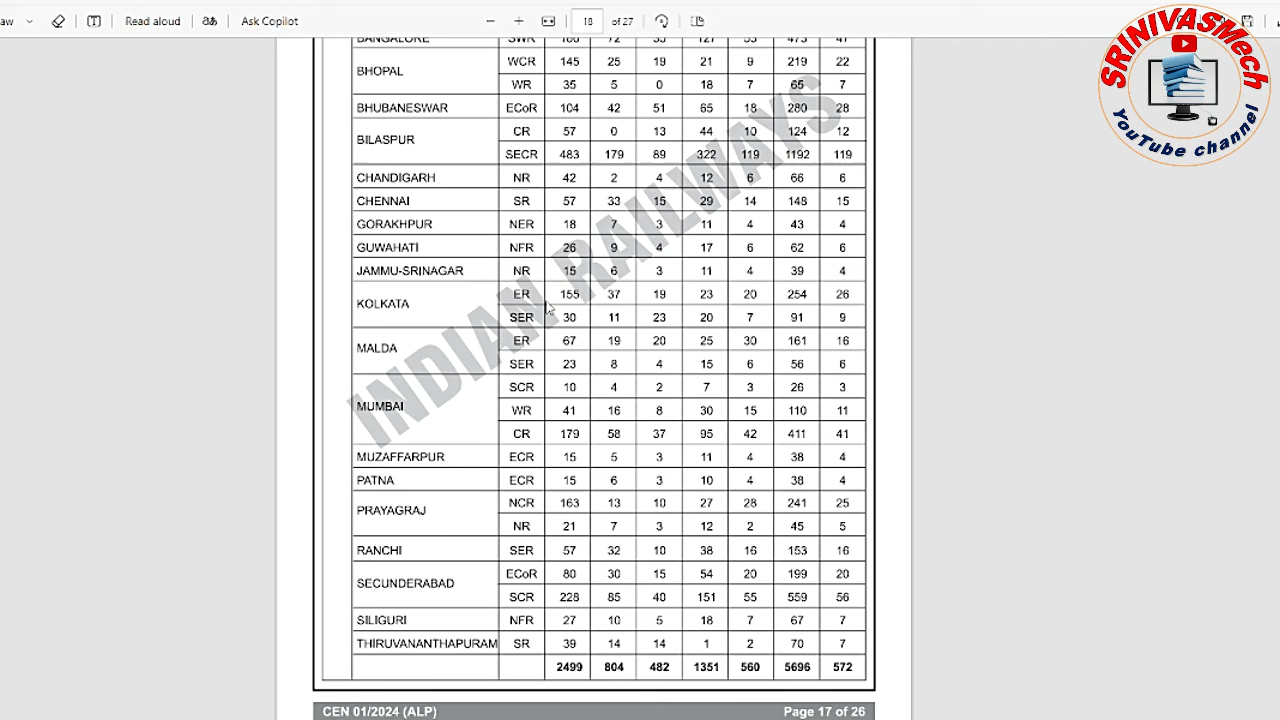 aw Read aloud Ask Copilot 18 of 27
BANGALORE SWR 186 72 35 127 53 473 47
BHOPAL WCR 145 25 19 21 9 219 22
WR 35 5 0 18 7 65 7
BHUBANESWAR ECoR 104 42 51 65 18 280 28
BILASPUR CR 57 0 13 44 10 124 12
SECR 483 179 89 322 119 1192 119
CHANDIGARH NR 42 2 4 12 6 66 6
CHENNAI SR 57 33 15 29 14 148 15
GORAKHPUR NER 18 7 3 11 4 43 4
GUWAHATI NFR 26 9 4 17 6 62 6
JAMMU-SRINAGAR NR 15 6 3 11 4 39 4
KOLKATA ER 155 37 19 23 20 254 26
SER 30 11 23 20 7 91 9
MALDA ER 67 19 20 25 30 161 16
SER 23 8 4 15 6 56 6
MUMBAI SCR 10 4 2 7 3 26 3
WR 41 16 8 30 15 110 11
CR 179 58 37 95 42 411 41
MUZAFFARPUR ECR 15 5 3 11 4 38 4
PATNA ECR 15 6 3 10 4 38 4
PRAYAGRAJ NCR 163 13 10 27 28 241 25
NR 21 7 3 12 2 45 5
RANCHI SER 57 32 10 38 16 153 16
SECUNDERABAD ECoR 80 30 15 54 20 199 20
SCR 228 85 40 151 55 559 56
SILIGURI NFR 27 10 5 18 7 67 7
THIRUVANANTHAPURAM SR 39 14 14 1 2 70 7
2499 804 482 1351 560 5696 572
CEN 01/2024 (ALP) Page 17 of 26
INDIAN RAILWAYS
SRINIVASMech
YouTube channel